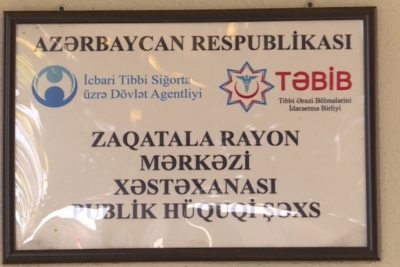 AZƏRBAYCAN RESPUBLİKASI
İcbari Tibbi Sığorta
üzrə Dövlət Agentliyi
TƏBİB
Tibbi Ərazi Bölmələrini
İdarəetmə Birliyi
ZAQATALA RAYON
MƏRKƏZİ
XƏSTƏXANASI
PUBLİK HÜQUQİ ŞƏXS